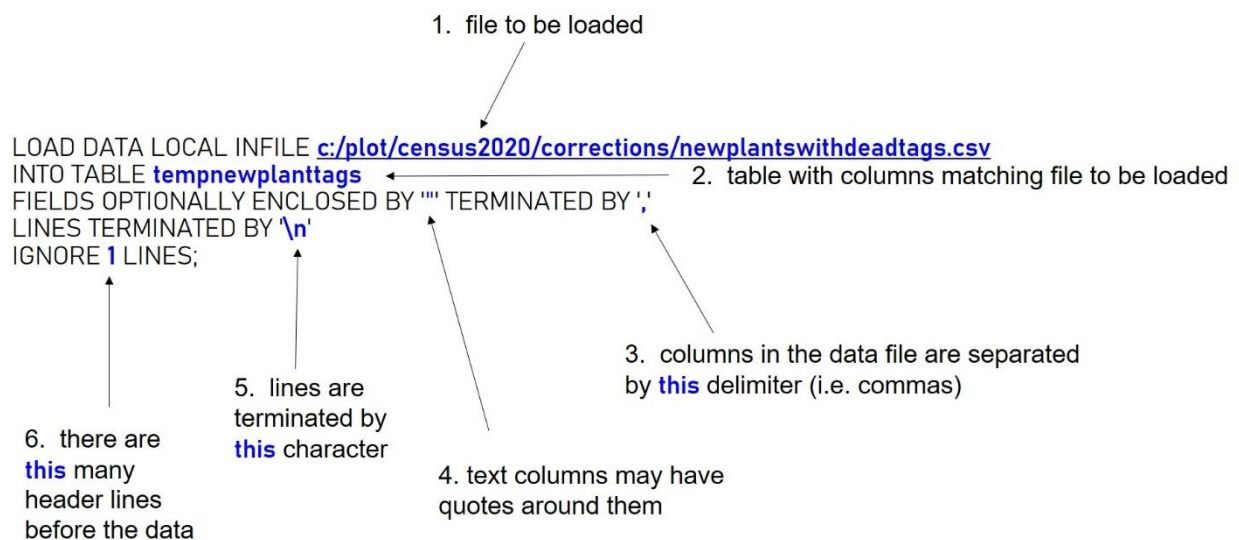 1. file to be loaded
LOAD DATA LOCAL INFILE c:/plot/census2020/corrections/newplantswithdeadtags.csv
INTO TABLE tempnewplanttags
2. table with columns matching file to be loaded
FIELDS OPTIONALLY ENCLOSED BY '"' TERMINATED BY ','
LINES TERMINATED BY '\n'
IGNORE 1 LINES;
3. columns in the data file are separated
by this delimiter (i.e. commas)
5. lines are
terminated by
this character
6. there are
this many
header lines
before the data
4. text columns may have
quotes around them